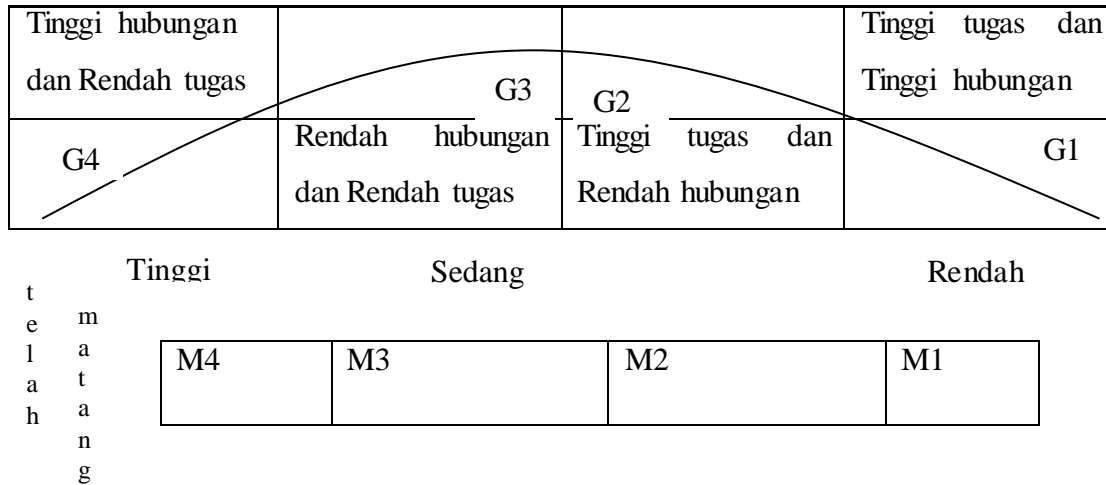 Tinggi hubungan
dan Rendah tugas
Tinggi tugas dan
Tinggi hubungan
G3
G2
G4
Rendah hubungan
dan Rendah tugas
Tinggi tugas dan
Rendah hubungan
G1
Tinggi
Sedang
Rendah
telah
matang
M4
M3
M2
M1